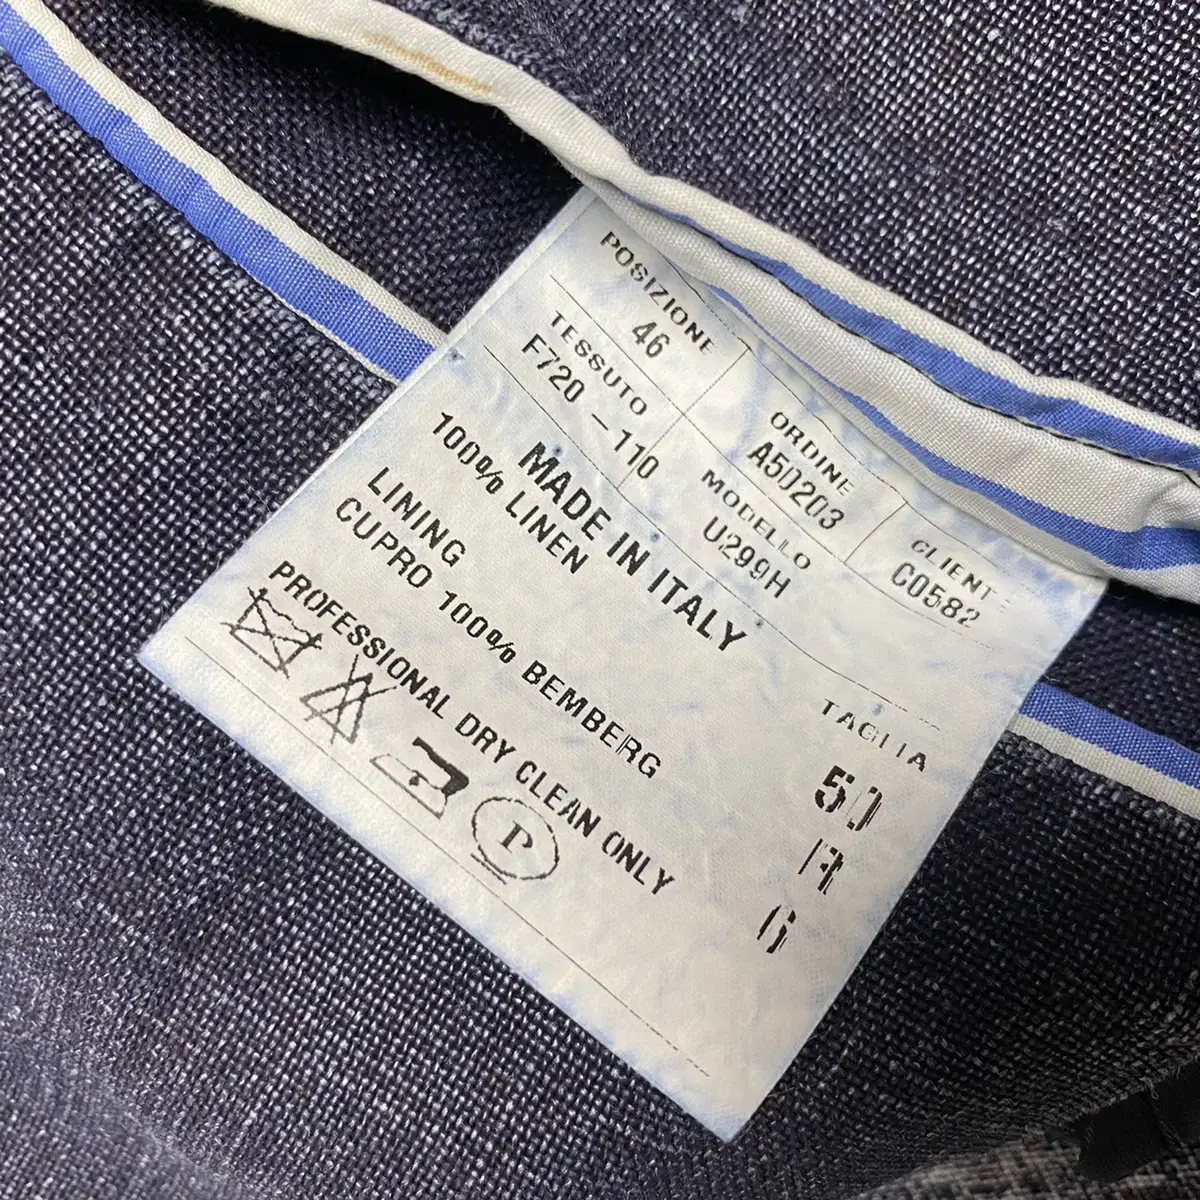 POSIZIONE
46
ORDINE
A50203
CLIENTE
C0582
TESSUTO
F720 -110
MODELLO
U299H
MADE IN ITALY
100% LINEN
LINING
CUPRO 100% BEMBERG
PROFESSIONAL DRY CLEAN ONLY
P
TAGLIA
50
R
6